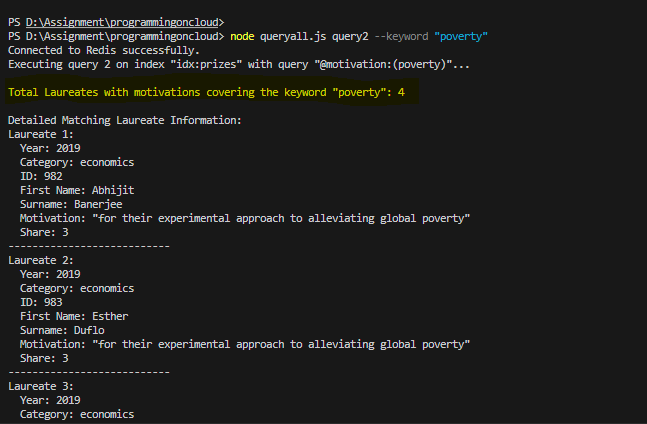 PS D:\Assignment\programmingoncloud>
PS D:\Assignment\programmingoncloud> node queryall.js query2 --keyword "poverty"
Connected to Redis successfully.
Executing query 2 on index "idx:prizes" with query "@motivation:(poverty)"...
Total Laureates with motivations covering the keyword "poverty": 4
Detailed Matching Laureate Information:
Laureate 1:
Year: 2019
Category: economics
ID: 982
First Name: Abhijit
Surname: Banerjee
Motivation: "for their experimental approach to alleviating global poverty"
Share: 3
---------------------------
Laureate 2:
Year: 2019
Category: economics
ID: 983
First Name: Esther
Surname: Duflo
Motivation: "for their experimental approach to alleviating global poverty"
Share: 3
---------------------------
Laureate 3:
Year: 2019
Category: economics